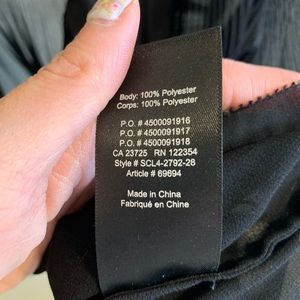 Body: 100% Polyester
Corps: 100% Polyester
P.O. # 4500091916
P.O. # 4500091917
P.O. # 4500091918
CA 23725 RN 122354
Style # SCL4-2792-28
Article # 69694
Made in China
Fabriqué en Chine